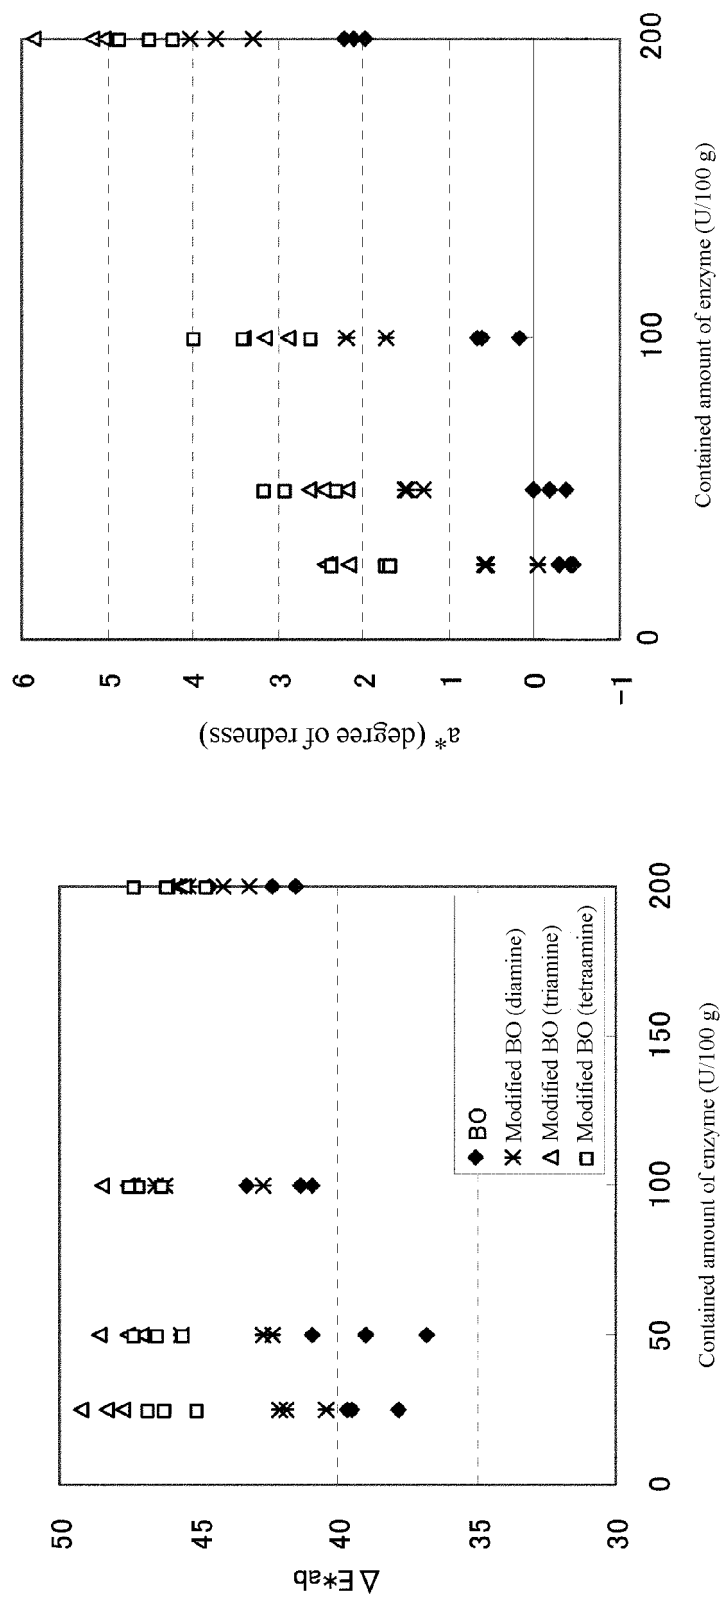 50
45
40
35
30
Δ E*ab
0
50
100
150
200
Contained amount of enzyme (U/100 g)
BO
Modified BO (diamine)
Modified BO (triamine)
Modified BO (tetraamine)
6
5
4
3
2
1
0
−1
a* (degree of redness)
0
100
200
Contained amount of enzyme (U/100 g)